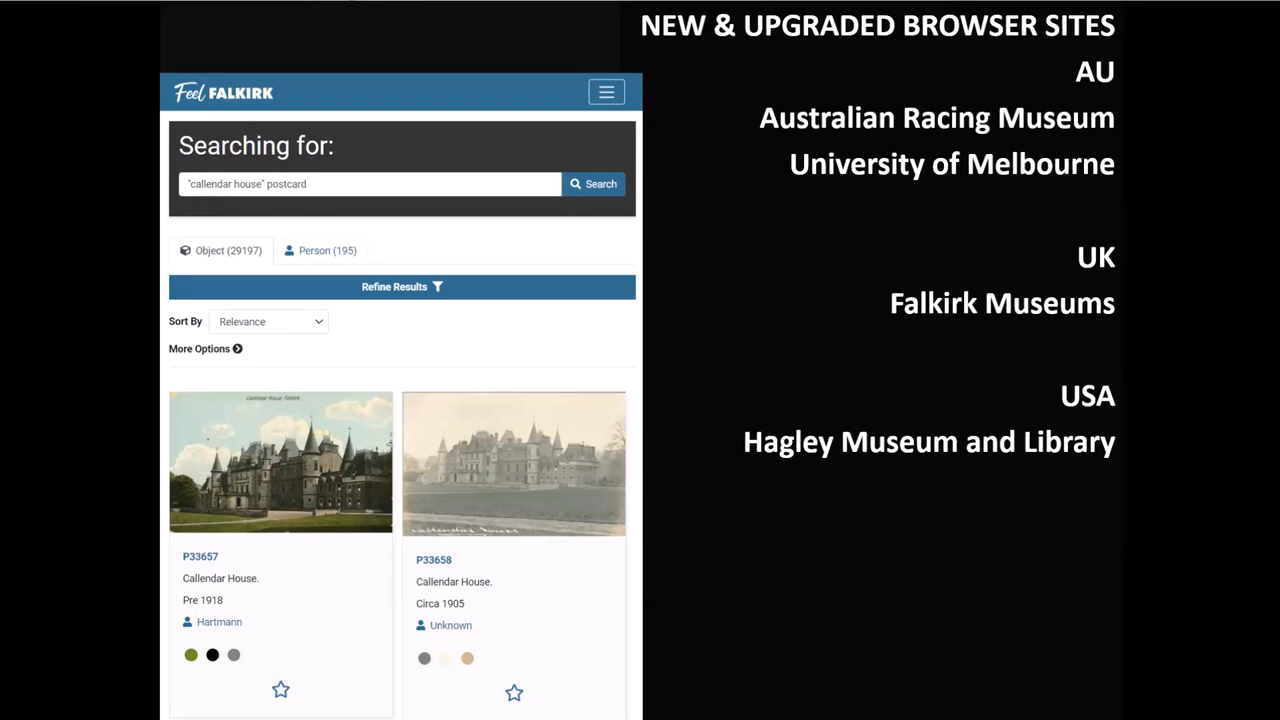 NEW & UPGRADED BROWSER SITES
AU
Australian Racing Museum
University of Melbourne
UK
Falkirk Museums
USA
Hagley Museum and Library
Feel FALKIRK
Searching for:
"callendar house" postcard
Search
Object (29197)
Person (195)
Refine Results
Sort By
Relevance
More Options
Callendar House, Falkirk.
Callendar House
P33657
Callendar House.
Pre 1918
Hartmann
P33658
Callendar House.
Circa 1905
Unknown